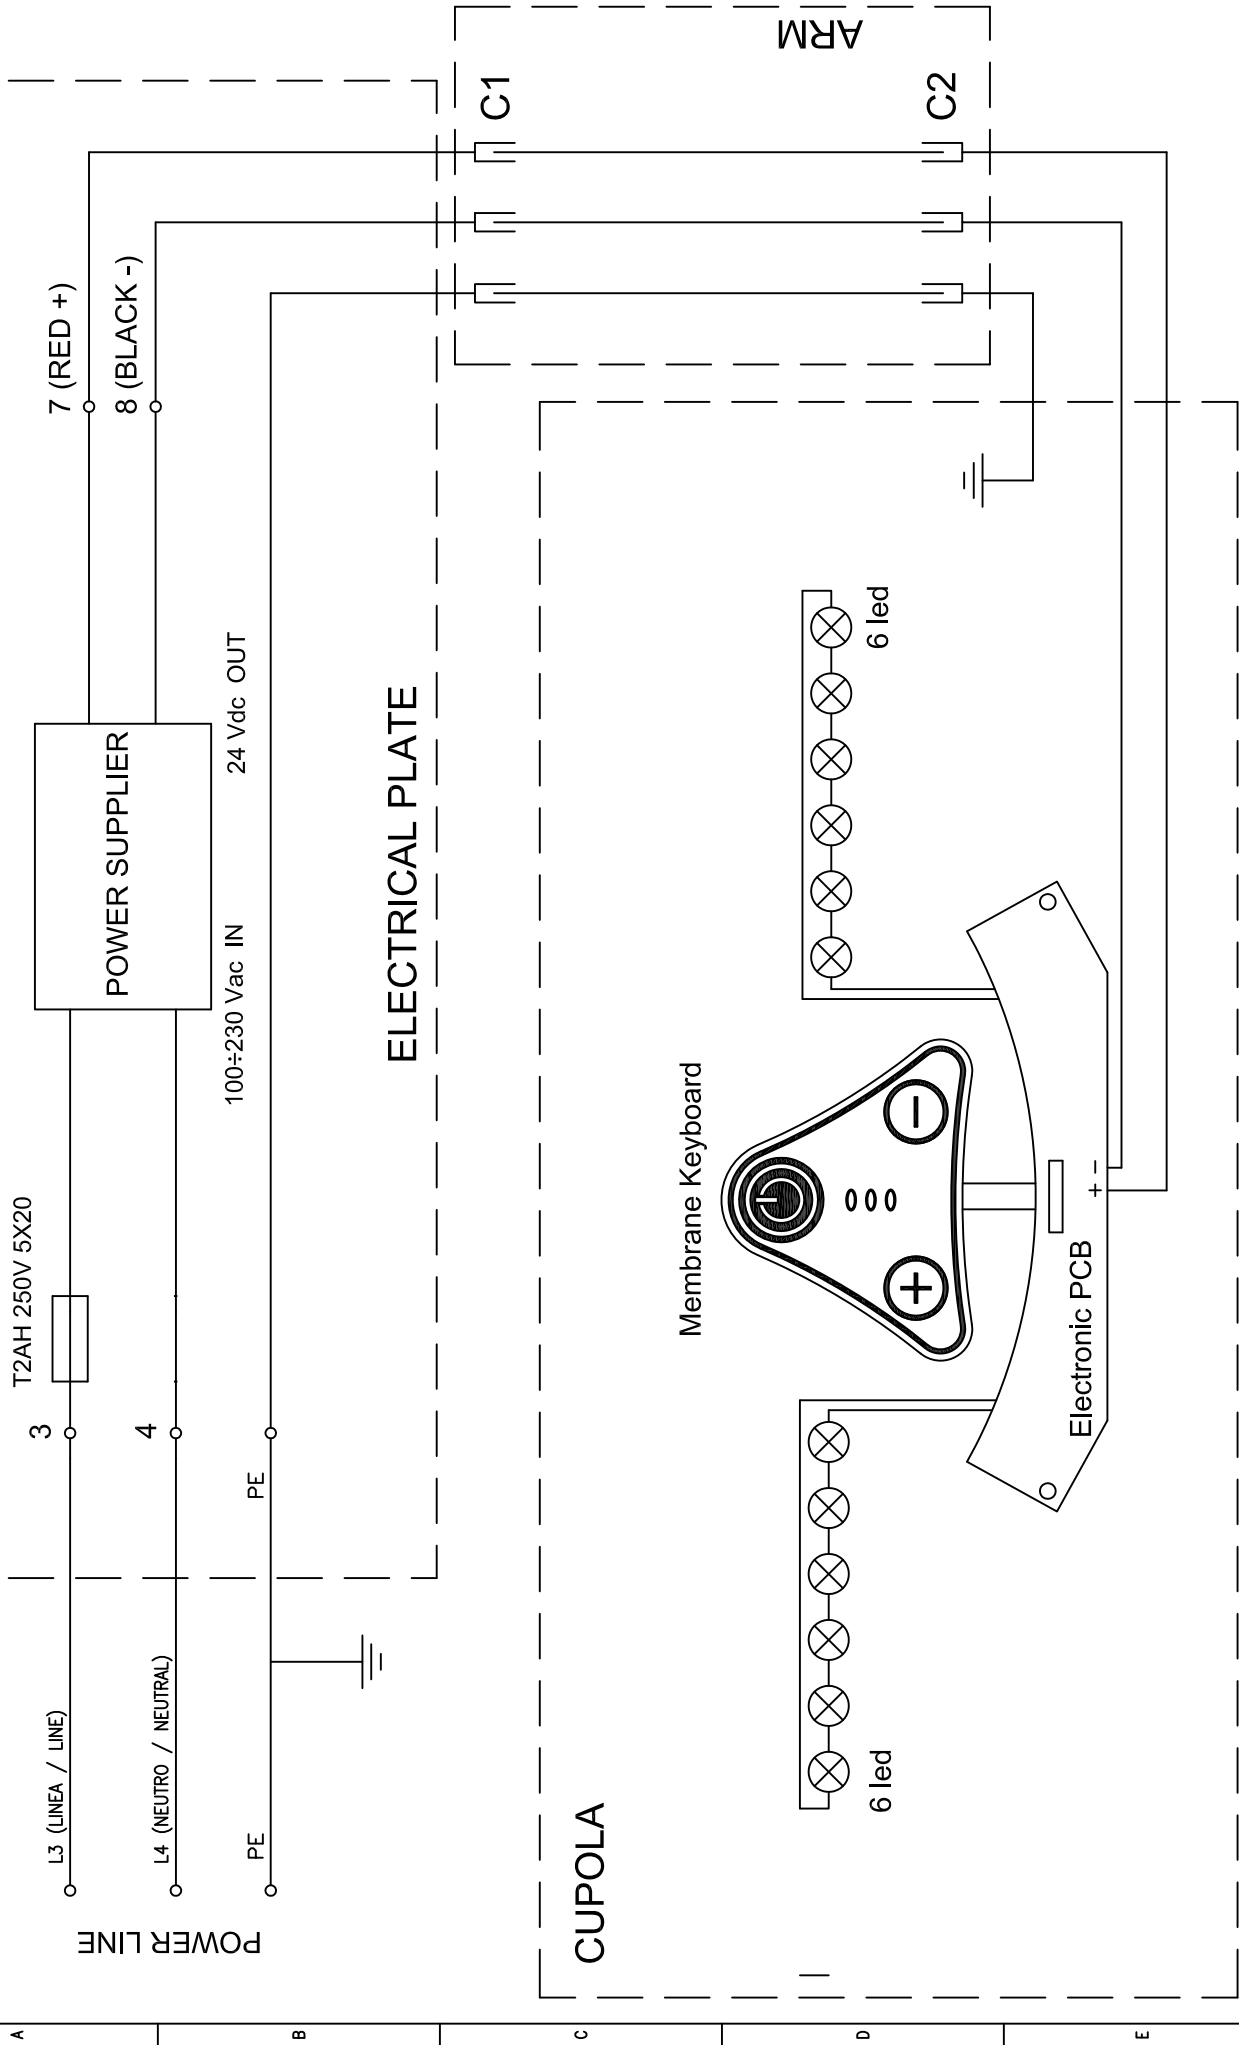 POWER LINE
L3 (LINEA / LINE)
L4 (NEUTRO / NEUTRAL)
PE
3
4
PE
T2AH 250V 5X20
POWER SUPPLIER
100÷230 Vac IN
24 Vdc OUT
7 (RED +)
8 (BLACK -)
ELECTRICAL PLATE
C1
C2
ARM
CUPOLA
6 led
Membrane Keyboard
Electronic PCB
+ -
6 led
A
B
C
D
E